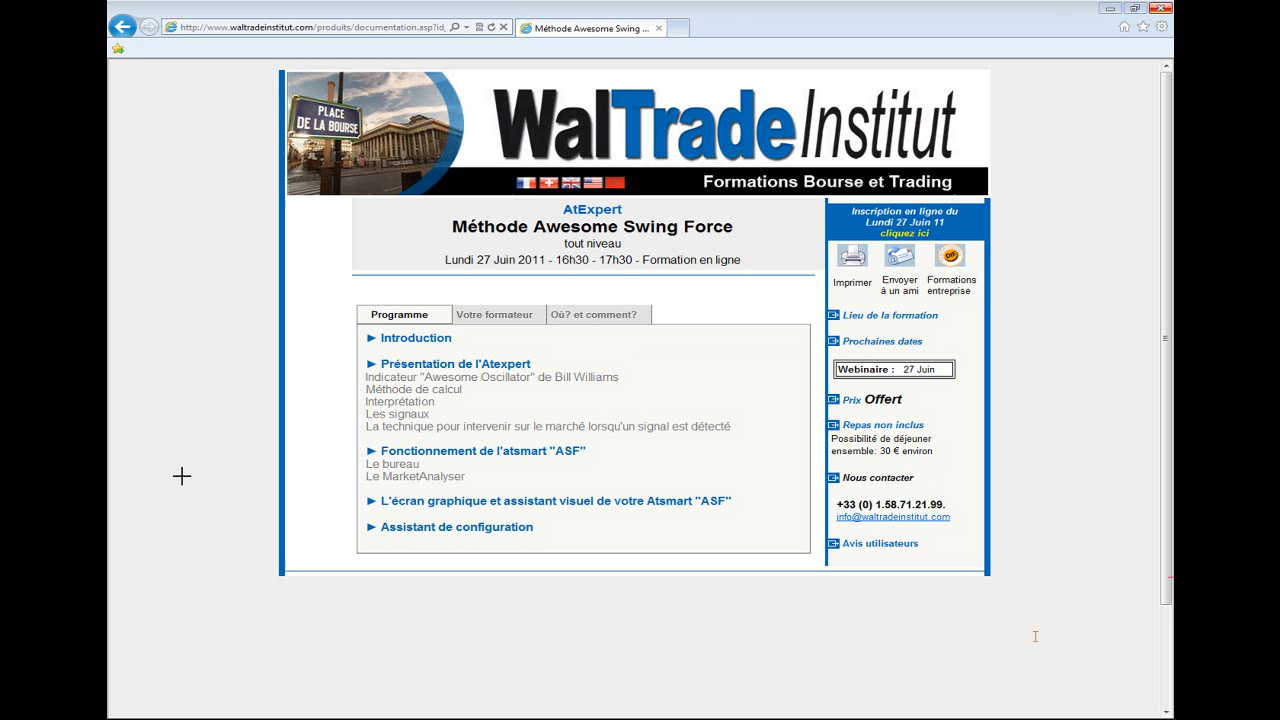 http://www.waltradeinstitut.com/produits/documentation.asp?id_
Méthode Awesome Swing ...
PLACE
DE LA BOURSE
WalTradeInstitut
Formations Bourse et Trading
AtExpert
Méthode Awesome Swing Force
tout niveau
Lundi 27 Juin 2011 - 16h30 - 17h30 - Formation en ligne
Programme
Votre formateur
Où? et comment?
► Introduction
► Présentation de l'Atexpert
Indicateur "Awesome Oscillator" de Bill Williams
Méthode de calcul
Interprétation
Les signaux
La technique pour intervenir sur le marché lorsqu'un signal est détecté
► Fonctionnement de l'atsmart "ASF"
Le bureau
Le MarketAnalyser
► L'écran graphique et assistant visuel de votre Atsmart "ASF"
► Assistant de configuration
Inscription en ligne du
Lundi 27 Juin 11
cliquez ici
DIF
Imprimer
Envoyer
à un ami
Formations
entreprise
Lieu de la formation
Prochaines dates
Webinaire : 27 Juin
Prix Offert
Repas non inclus
Possibilité de déjeuner
ensemble: 30 € environ
Nous contacter
+33 (0) 1.58.71.21.99.
info@waltradeinstitut.com
Avis utilisateurs